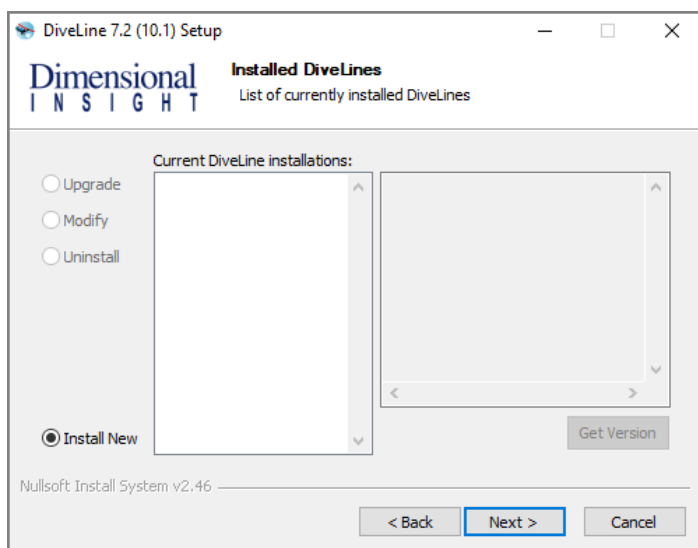 DiveLine 7.2 (10.1) Setup
Dimensional
INSIGHT
Installed DiveLines
List of currently installed DiveLines
Current DiveLine installations:
Upgrade
Modify
Uninstall
Install New
Get Version
Nullsoft Install System v2.46
< Back
Next >
Cancel